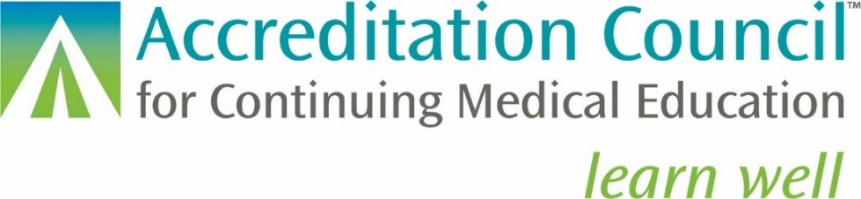 Accreditation Council™
for Continuing Medical Education
learn well